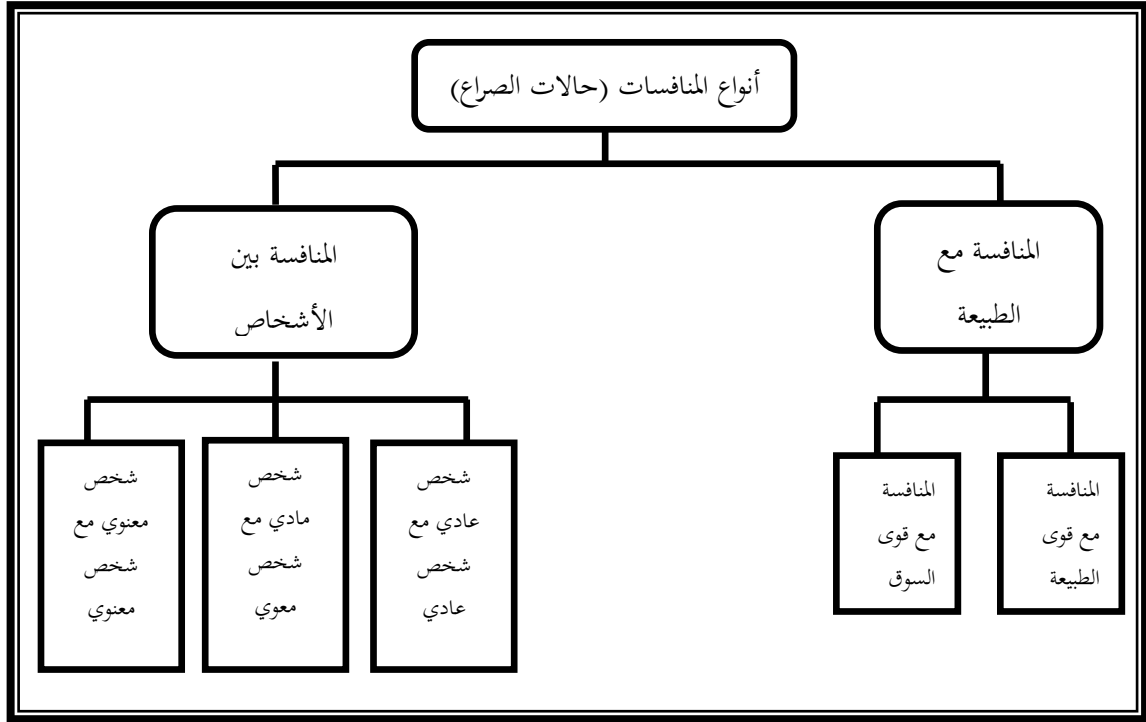 أنواع المنافسات (حالات الصراع)
المنافسة مع
الطبيعة
المنافسة بين
الأشخاص
المنافسة
مع قوى
الطبيعة
المنافسة
مع قوى
السوق
شخص
عادي مع
شخص
عادي
شخص
مادي مع
شخص
معوي
شخص
معنوي مع
شخص
معنوي